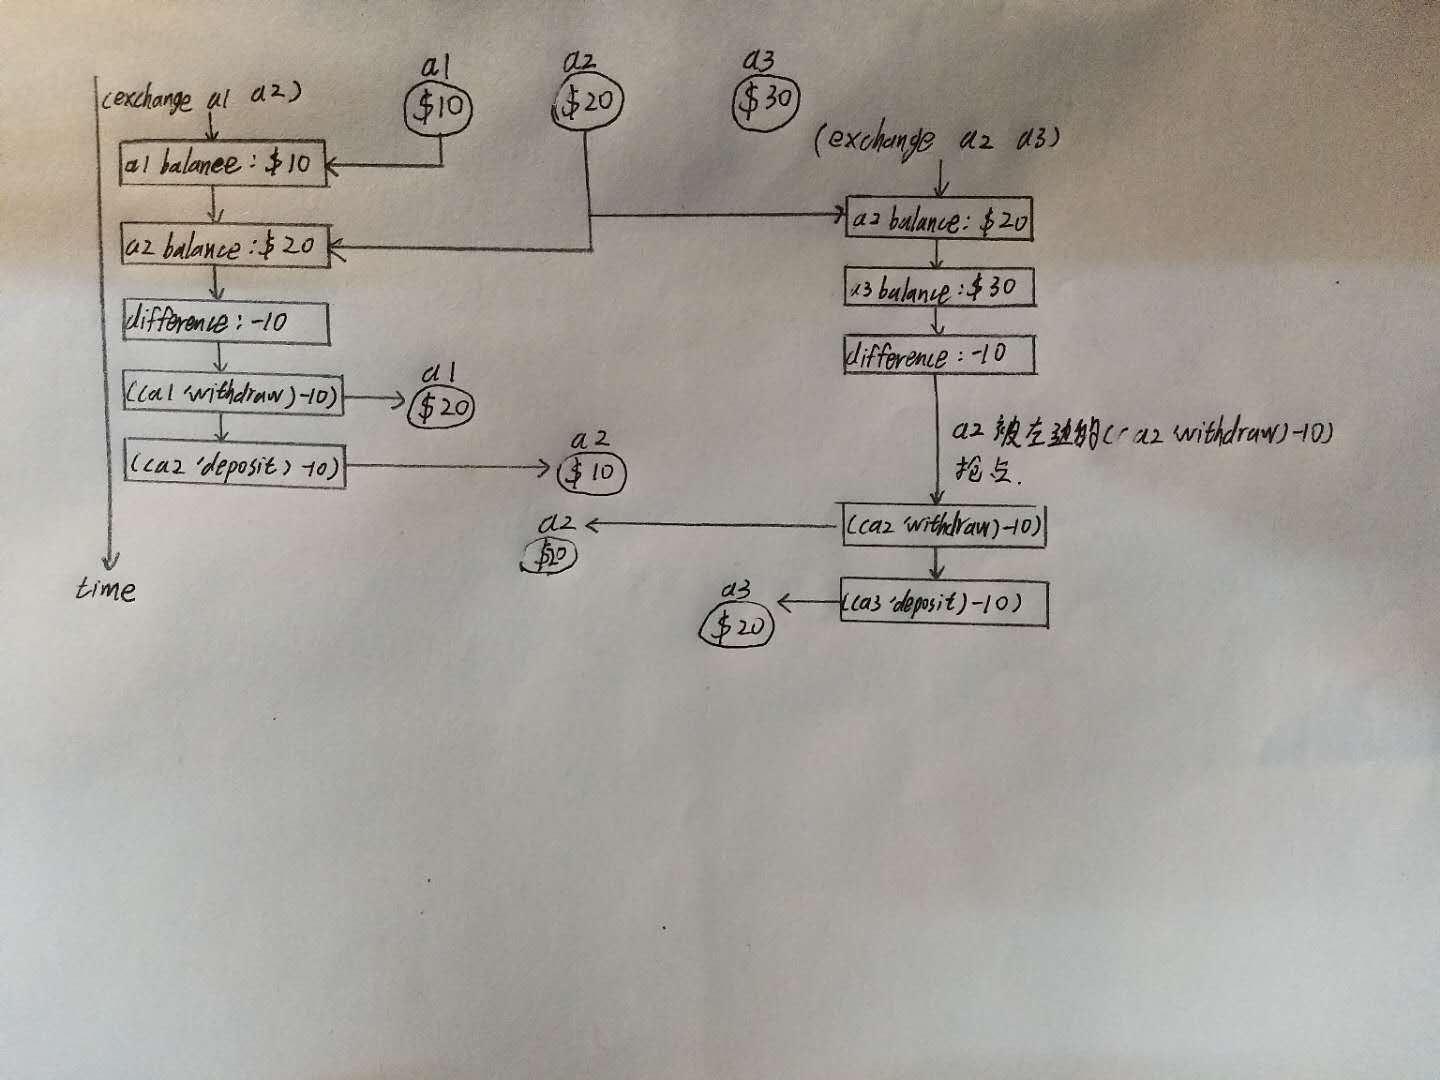 (exchange a1 a2)
a1
$10
a2
$20
a3
$30
a1 balance: $10
a2 balance: $20
difference: -10
((a1 'withdraw) -10)
a1
$20
((a2 'deposit) -10)
a2
$10
time
(exchange a2 a3)
a2 balance: $20
a3 balance: $30
difference: -10
a2 被左边的((a2 withdraw) -10)
抢占.
((a2 'withdraw) -10)
a2
$20
((a3 'deposit) -10)
a3
$20